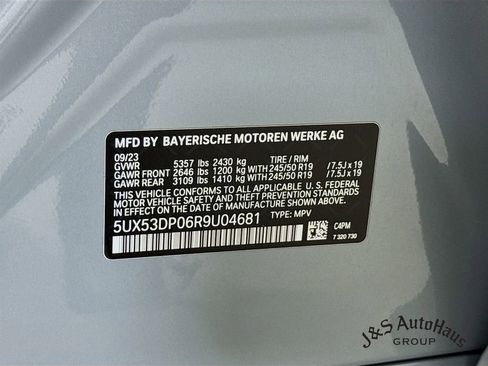 MFD BY BAYERISCHE MOTOREN WERKE AG
09/23 TIRE / RIM
GVWR 5357 lbs 2430 kg
GAWR FRONT 2646 lbs 1200 kg WITH 245/50 R19 /7.5J x 19
GAWR REAR 3109 lbs 1410 kg WITH 245/50 R19 /7.5J x 19
THIS VEHICLE CONFORMS TO ALL APPLICABLE U. S. FEDERAL
MOTOR VEHICLE SAFETY, BUMPER, AND THEFT PREVENTION
STANDARDS IN EFFECT ON THE DATE OF MANUFACTURE
SHOWN ABOVE.
5UX53DP06R9U04681 TYPE: MPV
C4PM
7 320 730
J&S AutoHaus
GROUP